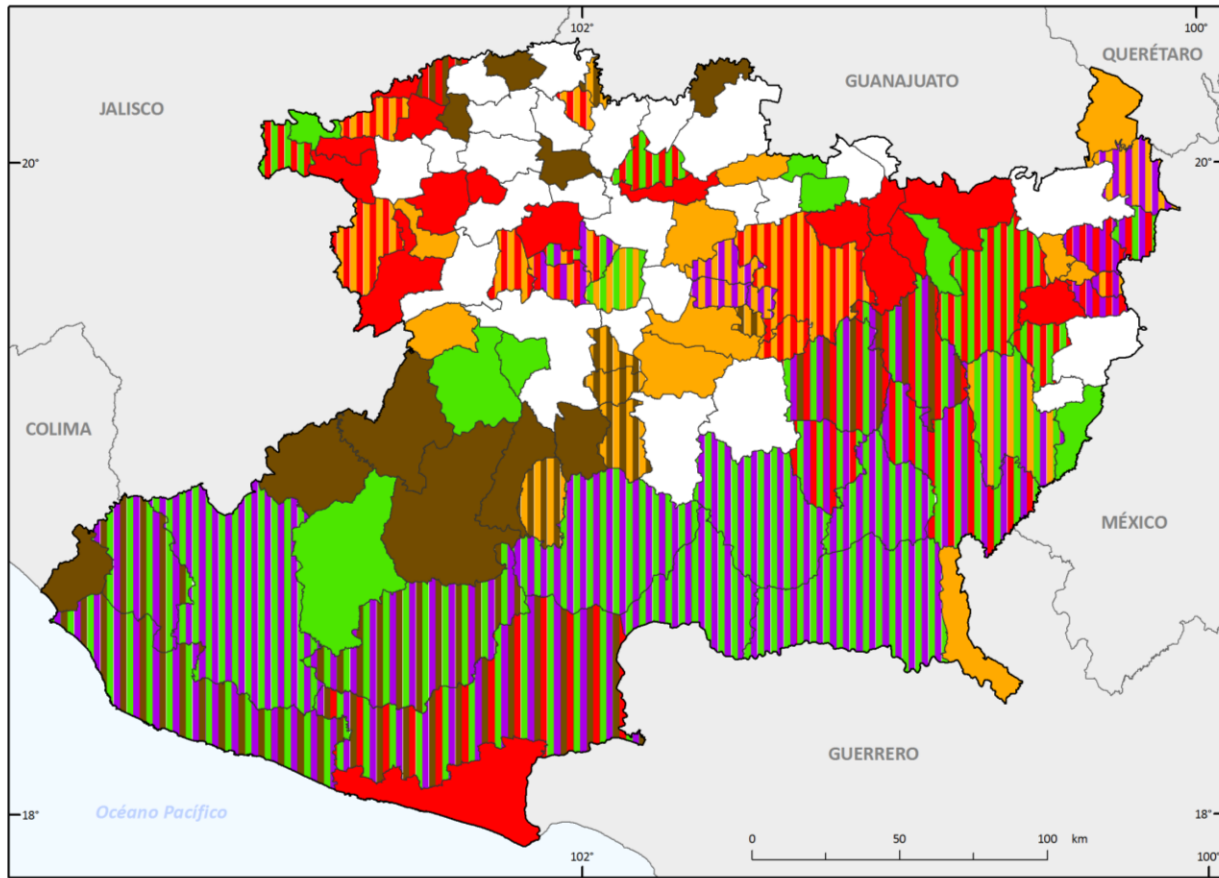 102°
100°
QUERÉTARO
GUANAJUATO
JALISCO
20°
20°
COLIMA
MÉXICO
GUERRERO
Océano Pacífico
18°
18°
0 50 100 km
102°
100°